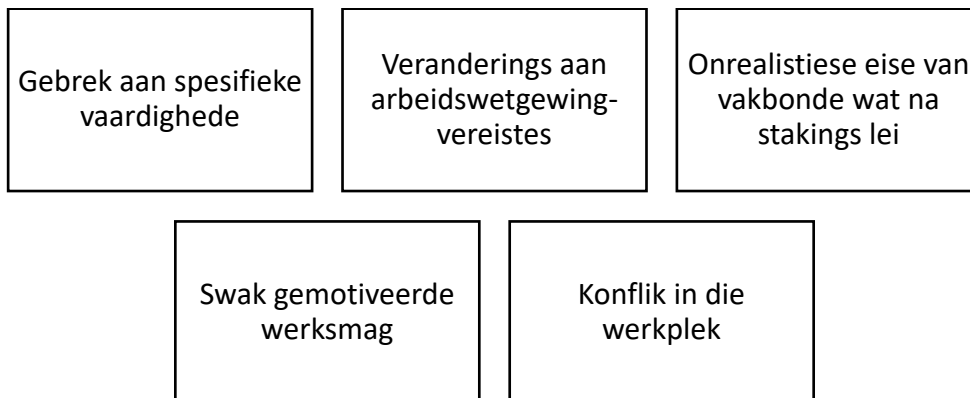 Gebrek aan spesifieke
vaardighede
Veranderings aan
arbeidswetgewing-
vereistes
Onrealistiese eise van
vakbonde wat na
stakings lei
Swak gemotiveerde
werksmag
Konflik in die
werkplek